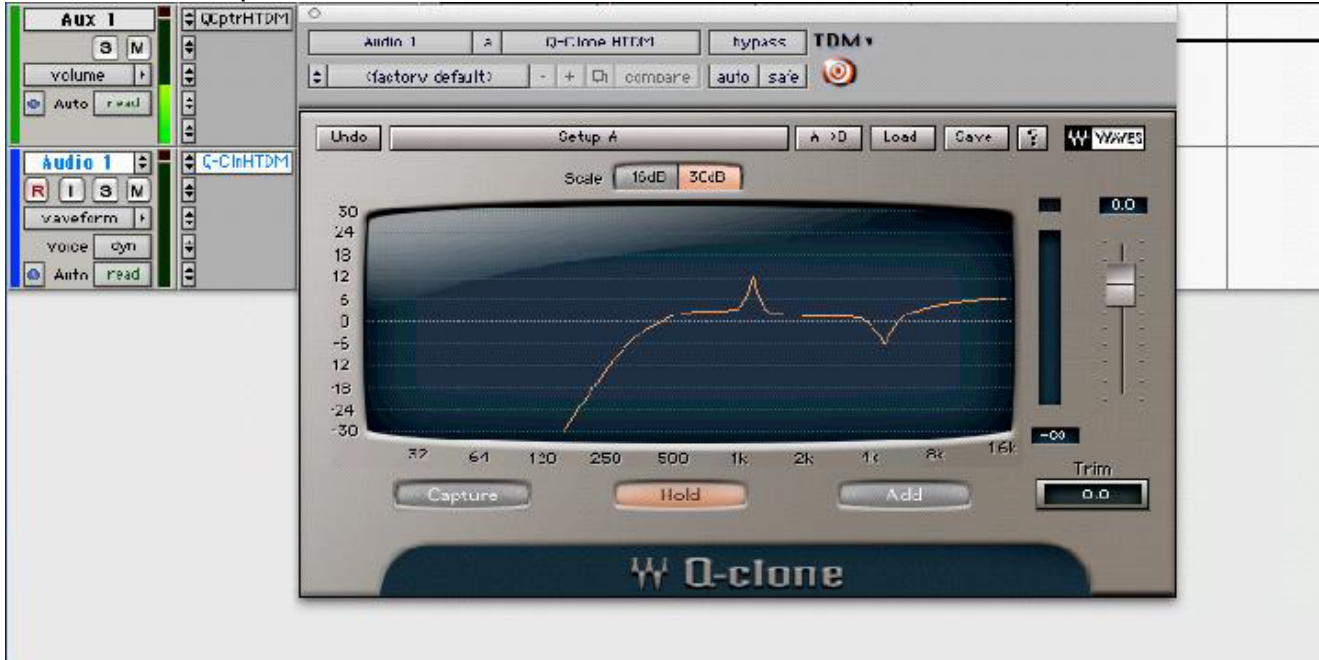 Aux 1
QCptrHTDM
S M
volume
Auto read
Audio 1
Q-ClnHTDM
R I S M
waveform
voice dyn
Auto read
Audio 1 a Q-Clone HTDM bypass TDM
<factory default> - + compare auto safe
Undo Setup A Load Save ? WAVES
Scale 18dB 30dB
30
24
18
12
6
0
-6
12
-18
-24
-30
32 64 250 500 1k 2k 4k 8k 16k
0.0
-∞
Trim
0.0
Capture Hold Add
Q-clone